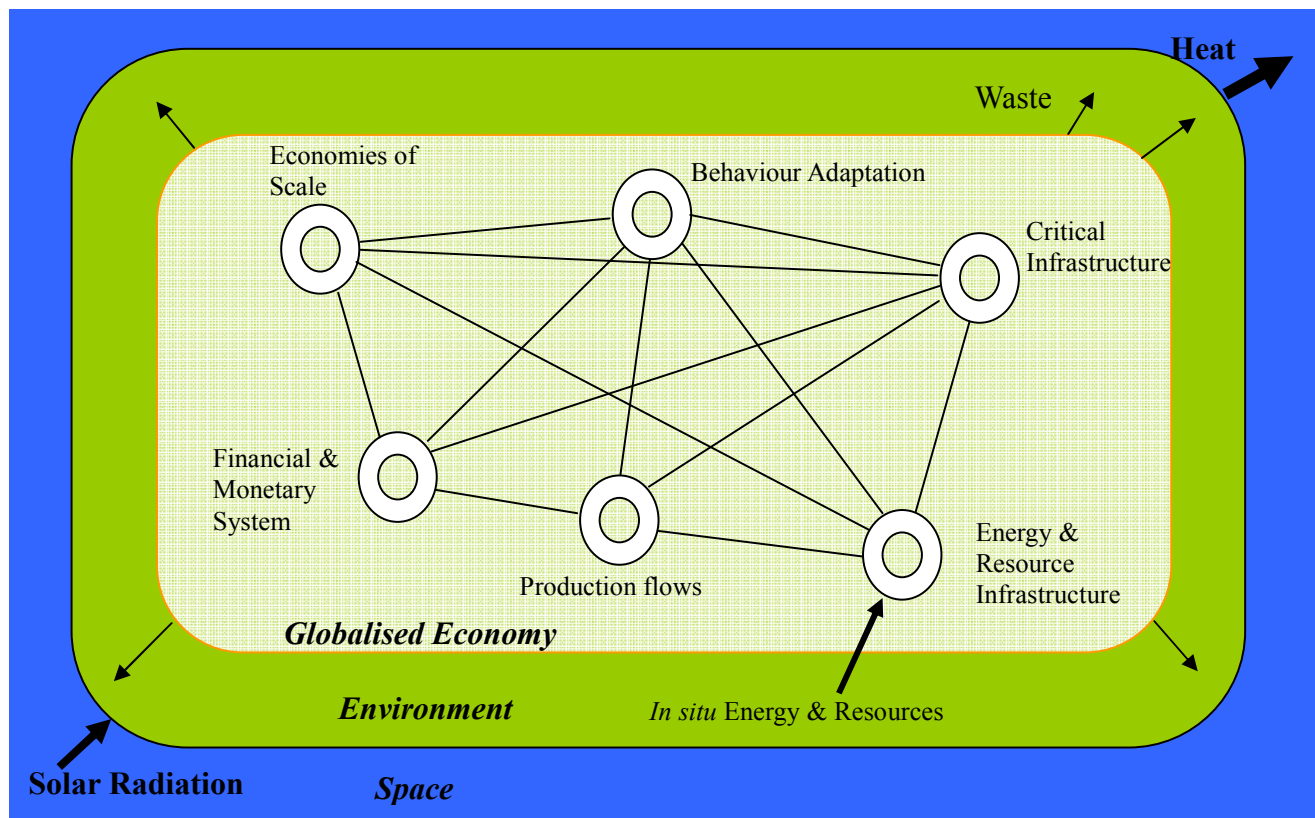 Heat
Waste
Economies of
Scale
Behaviour Adaptation
Critical
Infrastructure
Financial &
Monetary
System
Production flows
Energy &
Resource
Infrastructure
Globalised Economy
Environment
In situ Energy & Resources
Solar Radiation
Space